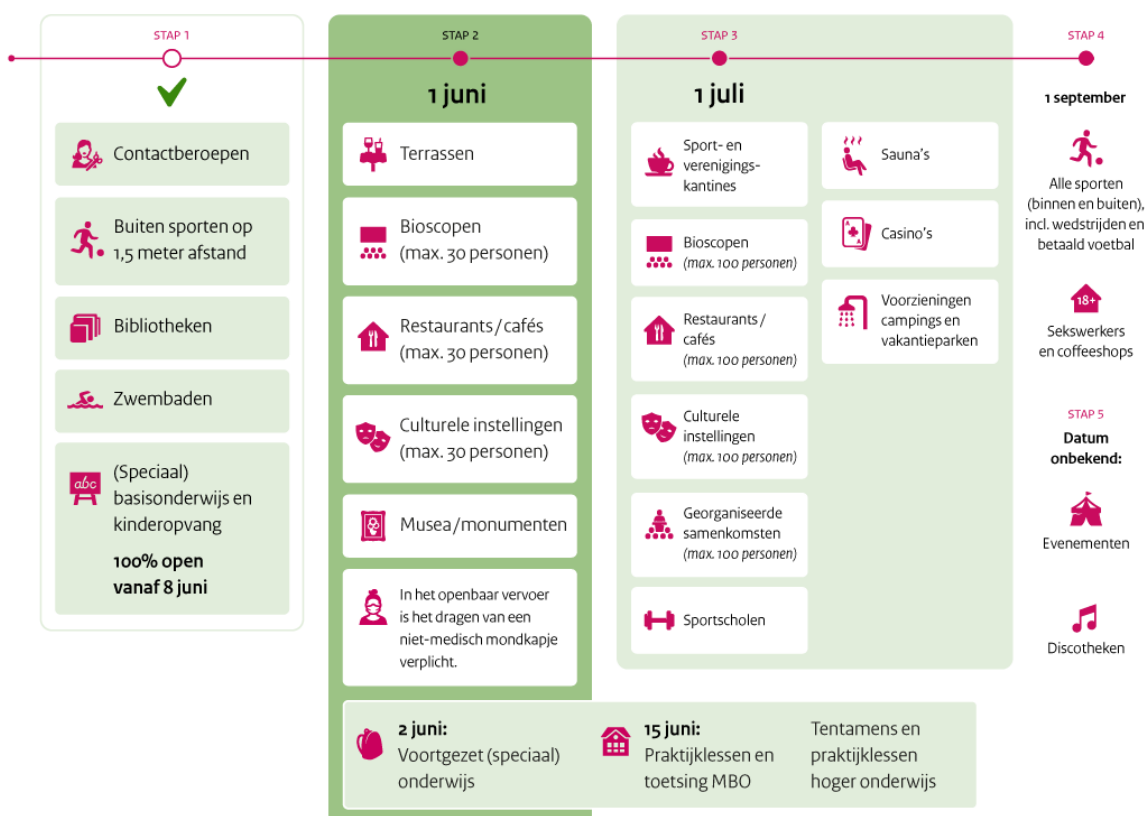 STAP 1
Contactberoepen
Buiten sporten op
1,5 meter afstand
Bibliotheken
Zwembaden
abc
(Speciaal)
basisonderwijs en
kinderopvang
100% open
vanaf 8 juni
STAP 2
1 juni
Terrassen
Bioscopen
(max. 30 personen)
Restaurants / cafés
(max. 30 personen)
Culturele instellingen
(max. 30 personen)
Musea/monumenten
In het openbaar vervoer
is het dragen van een
niet-medisch mondkapje
verplicht.
2 juni:
Voortgezet (speciaal)
onderwijs
15 juni:
Praktijklessen en
toetsing MBO
Tentamens en
praktijklessen
hoger onderwijs
STAP 3
1 juli
Sport- en
verenigings-
kantines
Bioscopen
(max. 100 personen)
Restaurants /
cafés
(max. 100 personen)
Culturele
instellingen
(max. 100 personen)
Georganiseerde
samenkomsten
(max. 100 personen)
Sportscholen
Sauna's
A
A
Casino's
Voorzieningen
campings en
vakantieparken
STAP 4
1 september
Alle sporten
(binnen en buiten),
incl. wedstrijden en
betaald voetbal
18+
Sekswerkers
en coffeeshops
STAP 5
Datum
onbekend:
Evenementen
Discotheken